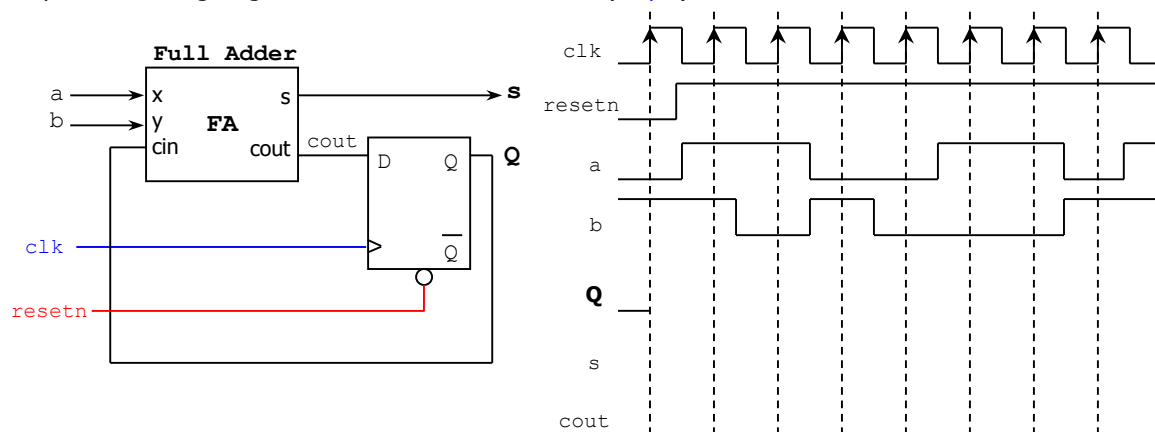 Full Adder
a
b
x
y
cin
FA
s
cout
cout
s
Q
D
Q
Q
clk
resetn
clk
resetn
a
b
Q
s
cout